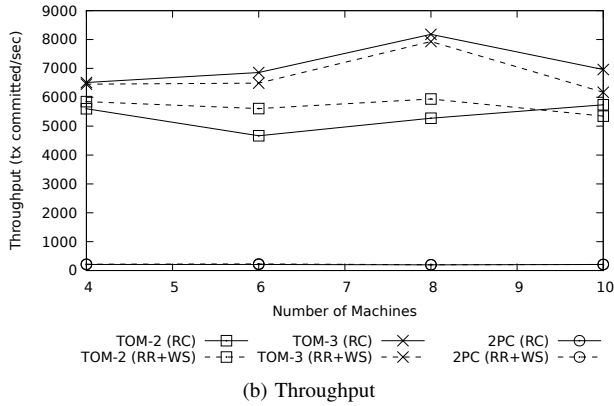 9000
8000
7000
6000
5000
4000
3000
2000
1000
0
Throughput (tx committed/sec)
4 5 6 7 8 9 10
Number of Machines
TOM-2 (RC) TOM-3 (RC) 2PC (RC)
TOM-2 (RR+WS) TOM-3 (RR+WS) 2PC (RR+WS)
(b) Throughput